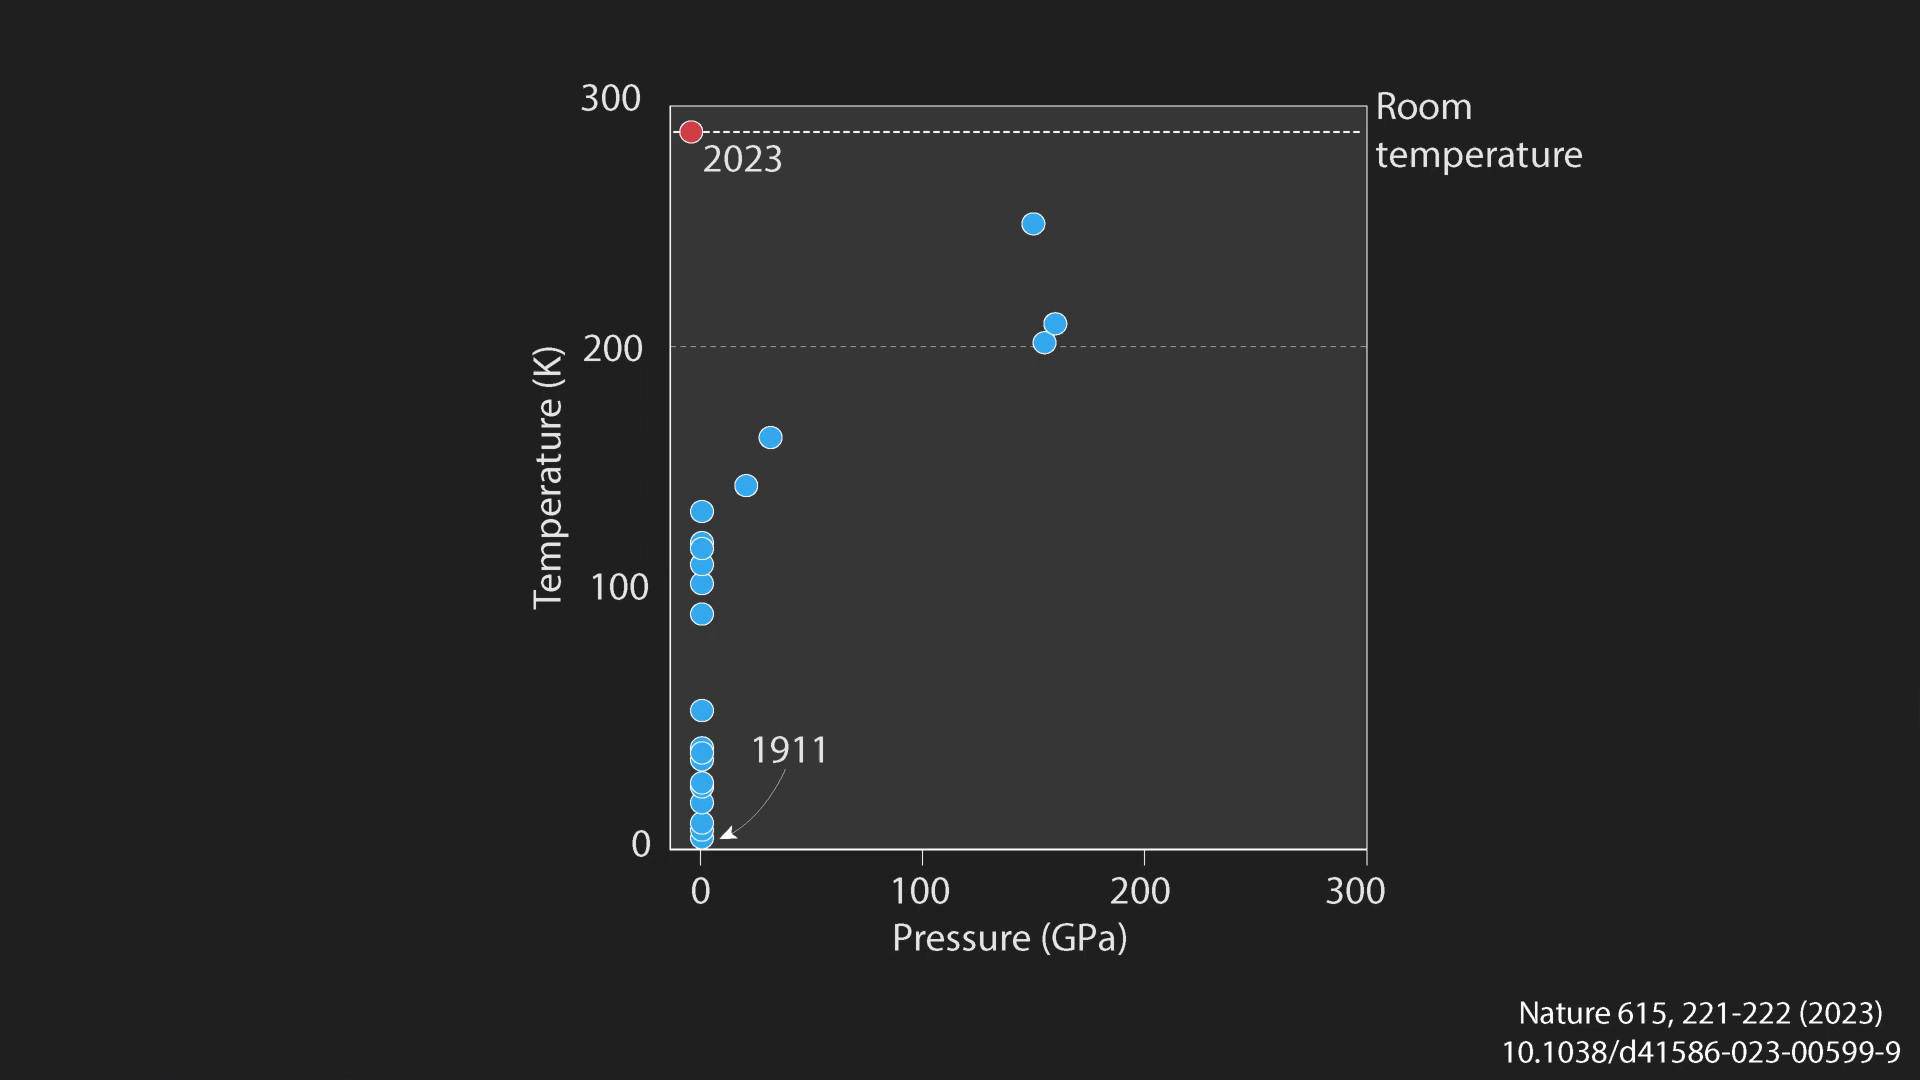 300
Room
temperature
2023
200
Temperature (K)
100
1911
0
0
100
200
300
Pressure (GPa)
Nature 615, 221-222 (2023)
10.1038/d41586-023-00599-9